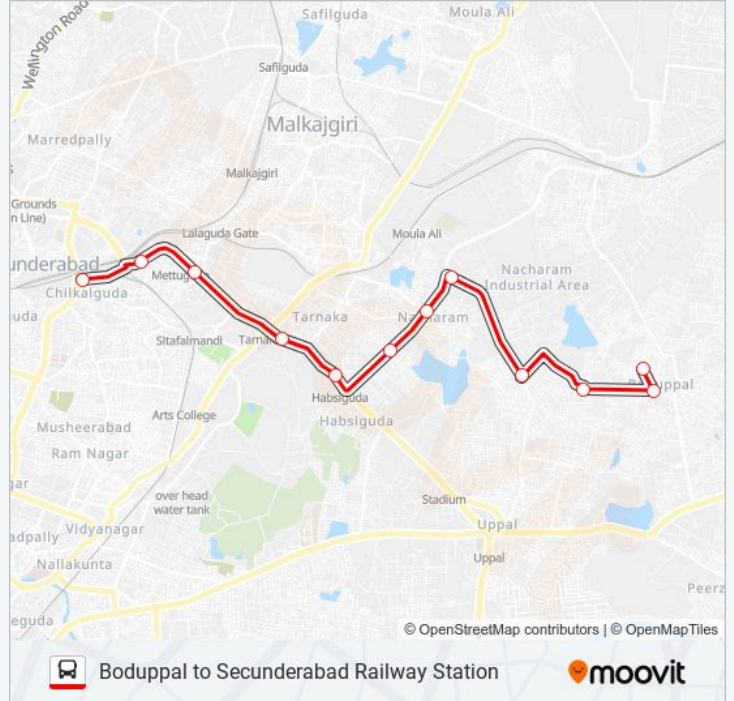 Safilguda
Moula Ali
Wellington Road
Safilguda
Malkajgiri
Marredpally
Malkajgiri
Grounds
n Line)
Lalaguda Gate
Moula Ali
underabad
Mettug
Nacharam
Industrial Area
Chilkalguda
uda
Tarnaka
Na haram
Sitafalmandi
Tarna
uppal
Habsiguda
Arts College
Habsiguda
Musheerabad
Ram Nagar
gar
over head
water tank
Stadium
Uppal
adpally
Vidyanagar
Uppal
Nallakunta
Peerz
eguda
© OpenStreetMap contributors | © OpenMapTiles
Boduppal to Secunderabad Railway Station
moovit